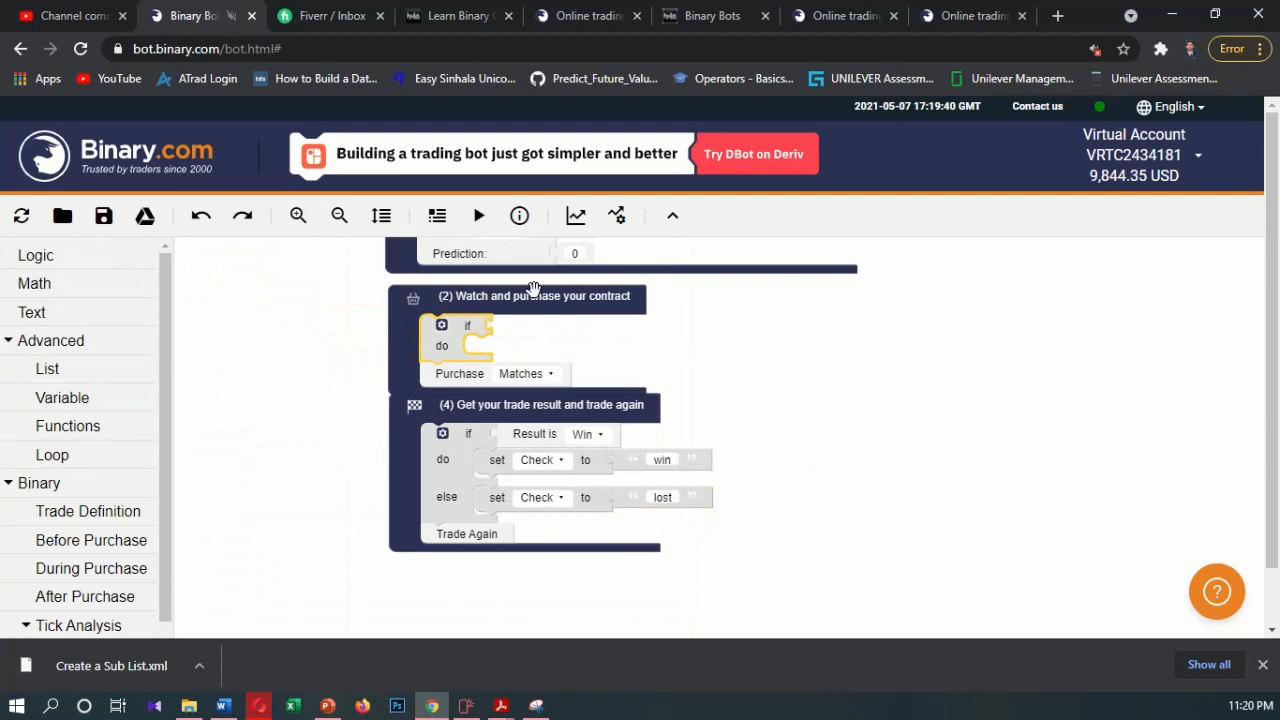 Channel comm
Binary Bo
Fiverr / Inbox
Learn Binary
Online trading
Binary Bots
Online trading
Online trading
bot.binary.com/bot.html#
Error
Apps
YouTube
ATrad Login
How to Build a Dat...
Easy Sinhala Unico...
Predict_Future_Valu...
Operators - Basics...
UNILEVER Assessm...
Unilever Managem...
Unilever Assessmen...
2021-05-07 17:19:40 GMT
Contact us
English
Binary.com
Trusted by traders since 2000
Building a trading bot just got simpler and better
Try DBot on Deriv
Virtual Account
VRTC2434181
9,844.35 USD
Logic
Math
Text
Advanced
List
Variable
Functions
Loop
Binary
Trade Definition
Before Purchase
During Purchase
After Purchase
Tick Analysis
Prediction: 0
(2) Watch and purchase your contract
if
do
Purchase Matches
(4) Get your trade result and trade again
if Result is Win
do set Check to “ win ”
else set Check to “ lost ”
Trade Again
Create a Sub List.xml
Show all
11:20 PM